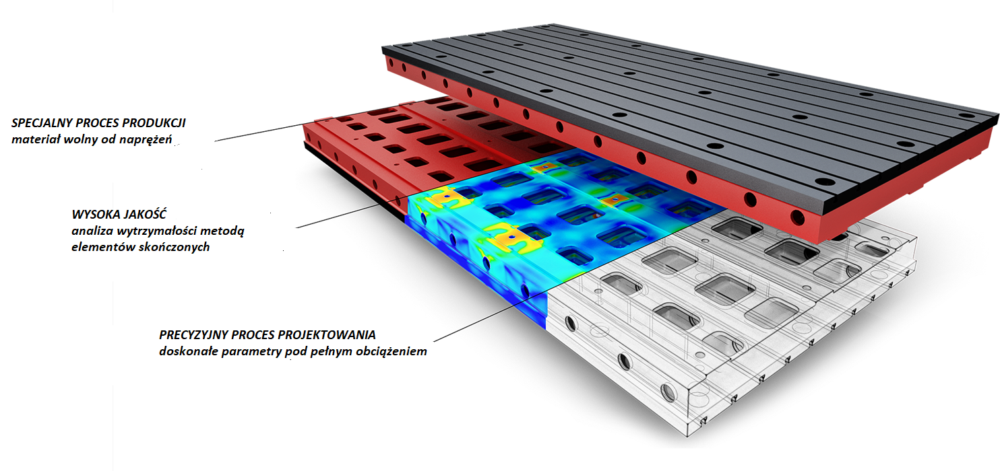 SPECJALNY PROCES PRODUKCJI
materiał wolny od naprężeń
WYSOKA JAKOŚĆ
analiza wytrzymałości metodą
elementów skończonych
PRECYZYJNY PROCES PROJEKTOWANIA
doskonałe parametry pod pełnym obciążeniem